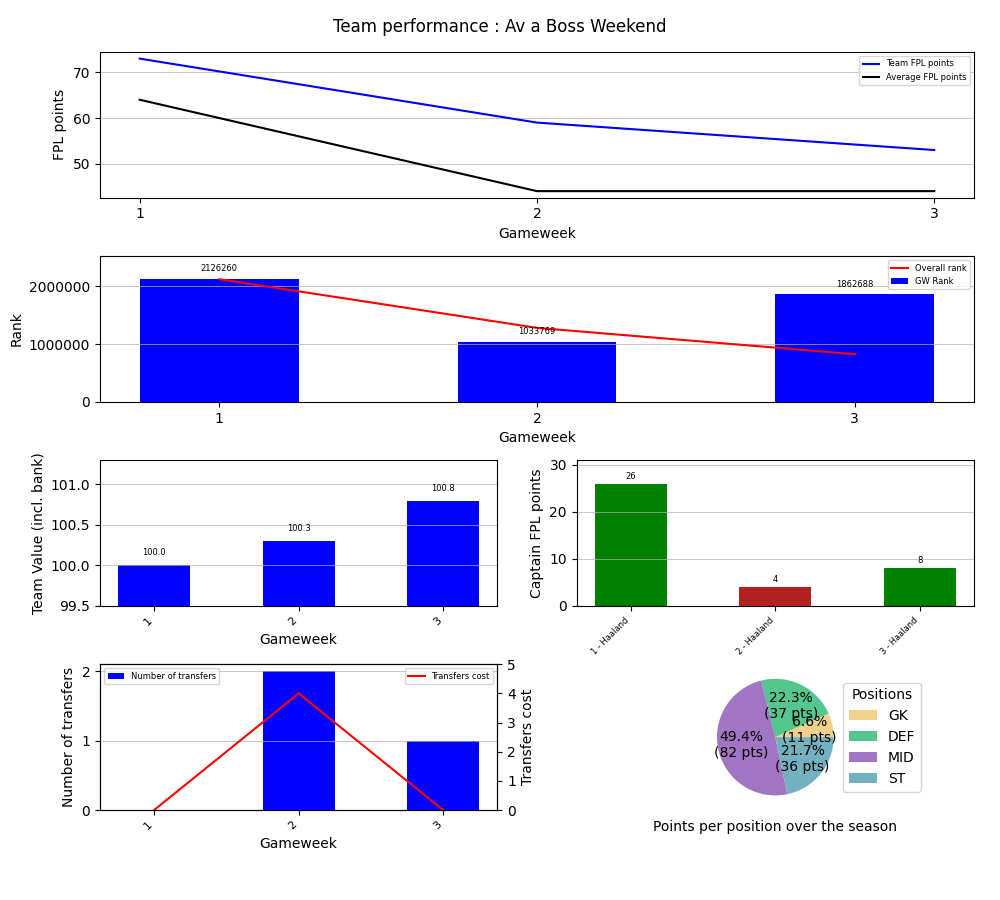 Team performance : Av a Boss Weekend
70
60
50
FPL points
Team FPL points
Average FPL points
1 2 3
Gameweek
2000000
1000000
0
Rank
2126260
1033769
1862688
Overall rank
GW Rank
1 2 3
Gameweek
101.0
100.5
100.0
99.5
Team Value (incl. bank)
100.0
100.3
100.8
1 2 3
Gameweek
30
20
10
0
Captain FPL points
26
4
8
1 - Haaland
2 - Haaland
3 - Haaland
2
1
0
Number of transfers
Number of transfers
Transfers cost
5
4
3
2
1
0
Transfers cost
1 2 3
Gameweek
22.3%
(37 pts)
6.6%
(11 pts)
49.4%
(82 pts)
21.7%
(36 pts)
Positions
GK
DEF
MID
ST
Points per position over the season